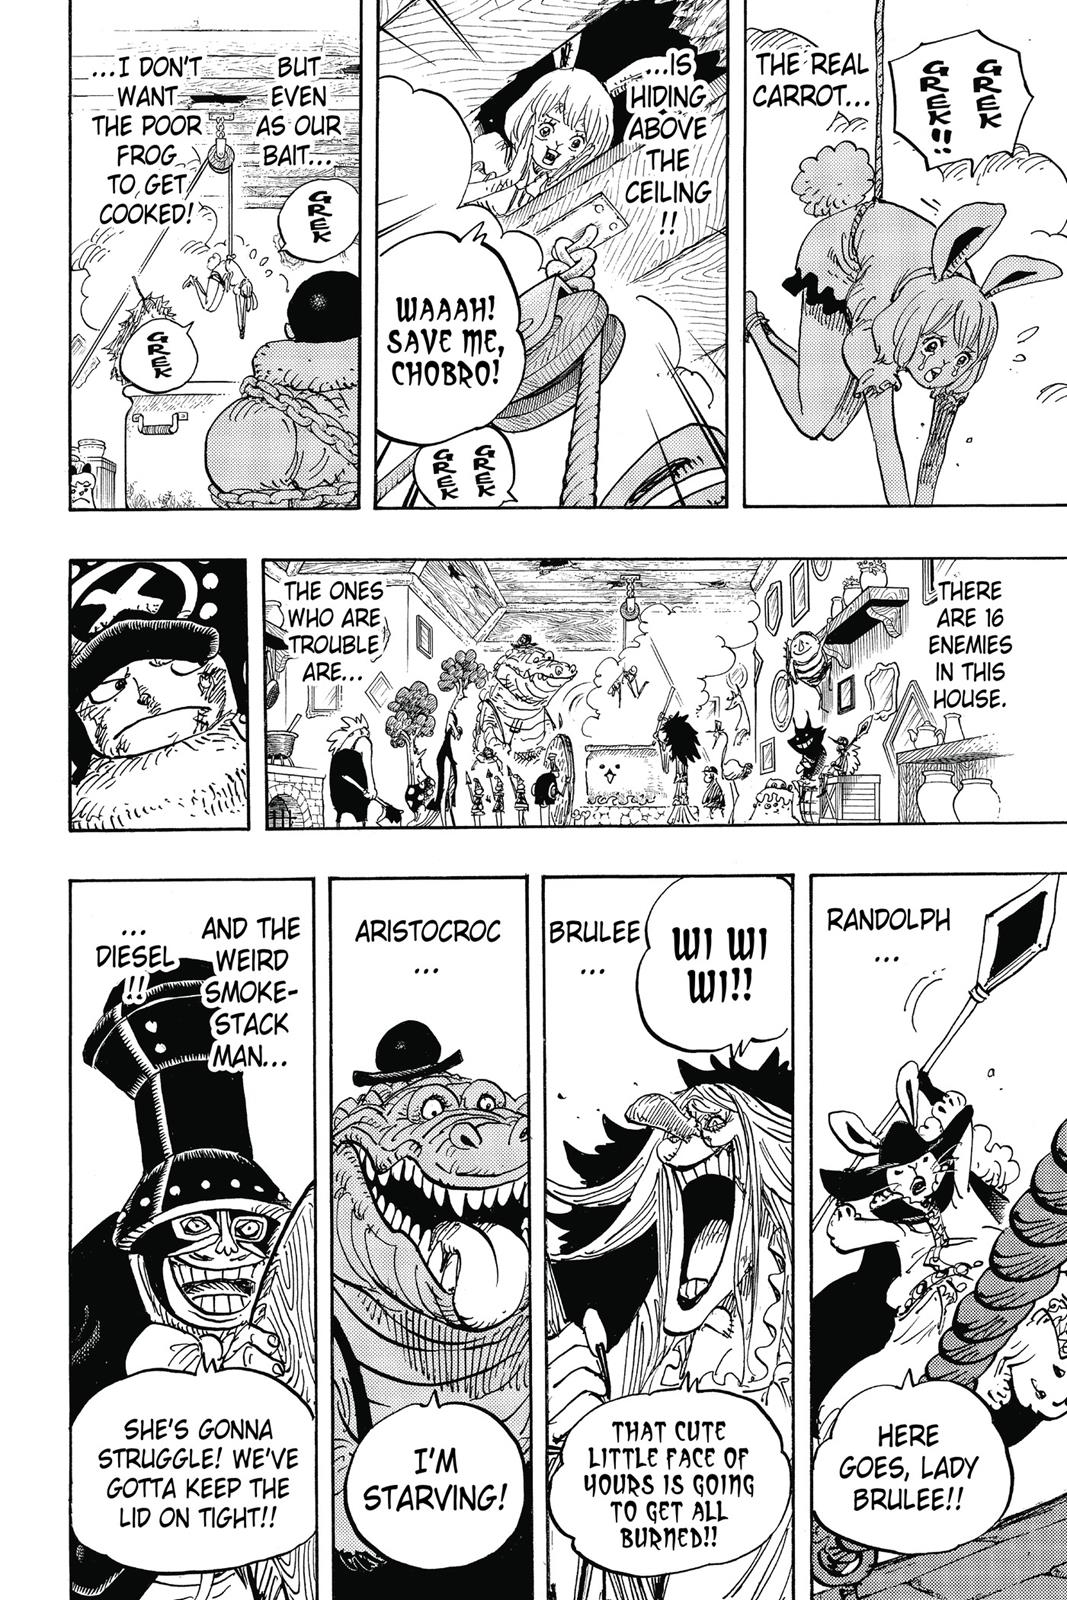 GREK
GREK!!
THE REAL
CARROT...
...IS
HIDING
ABOVE
THE
CEILING
!!
WAAAH!
SAVE ME,
CHOBRO!
GREK
GREK
BUT
EVEN
AS OUR
BAIT...
...I DON'T
WANT
THE POOR
FROG
TO GET
COOKED!
GREK
GREK
THERE
ARE 16
ENEMIES
IN THIS
HOUSE.
THE ONES
WHO ARE
TROUBLE
ARE...
RANDOLPH
...
HERE
GOES, LADY
BRULEE!!
WI WI
WI!!
BRULEE
...
THAT CUTE
LITTLE FACE OF
YOURS IS GOING
TO GET ALL
BURNED!!
ARISTOCROC
...
I'M
STARVING!
AND THE
WEIRD
SMOKE-
STACK
MAN...
...
DIESEL
!!
SHE'S GONNA
STRUGGLE! WE'VE
GOTTA KEEP THE
LID ON TIGHT!!